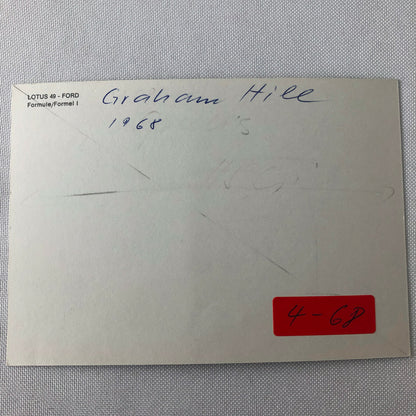 LOTUS 49 - FORD
Formule/Formel I
Graham Hill
1968
4 - 68